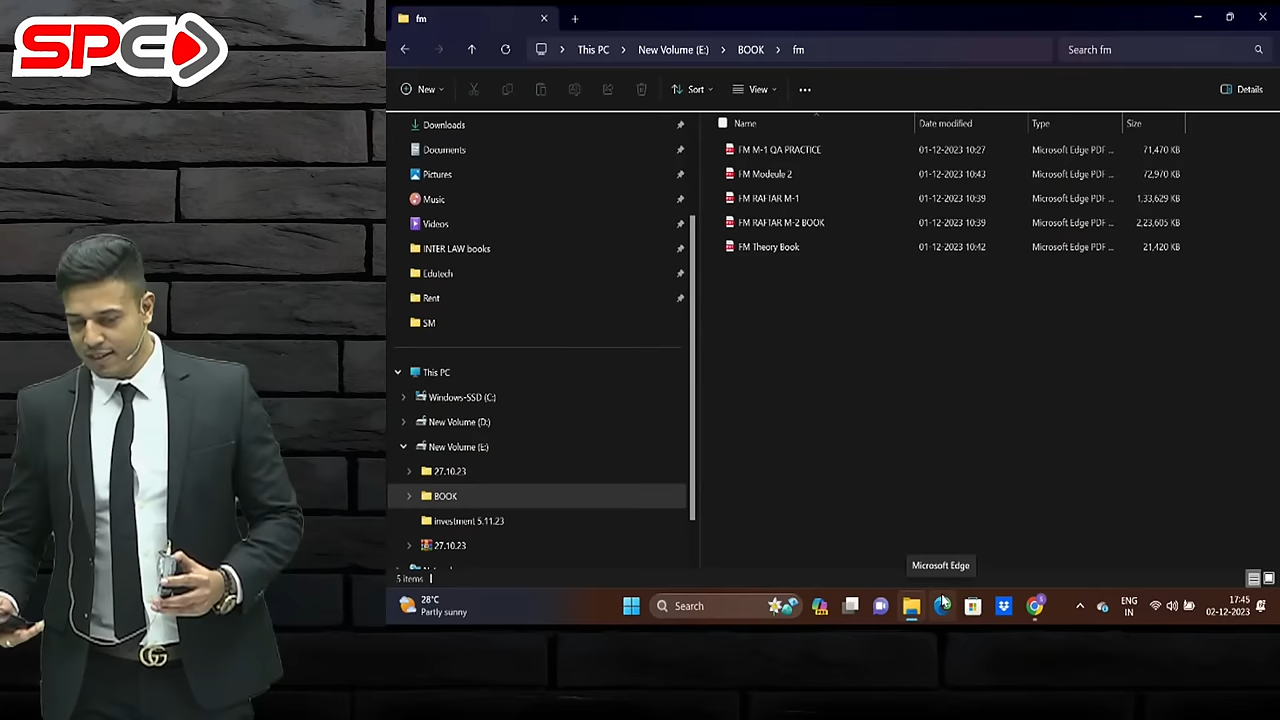 SPC
fm
This PC > New Volume (E:) > BOOK > fm
Search fm
New
Sort
View
Details
Downloads
Documents
Pictures
Music
Videos
INTER LAW books
Edutech
Rent
SM
This PC
Windows-SSD (C:)
New Volume (D:)
New Volume (E:)
27.10.23
BOOK
investment 5.11.23
27.10.23
5 items
Name Date modified Type Size
FM M-1 QA PRACTICE 01-12-2023 10:27 Microsoft Edge PDF ... 71,470 KB
FM Modeule 2 01-12-2023 10:43 Microsoft Edge PDF ... 72,970 KB
FM RAFTAR M-1 01-12-2023 10:39 Microsoft Edge PDF ... 1,33,629 KB
FM RAFTAR M-2 BOOK 01-12-2023 10:39 Microsoft Edge PDF ... 2,23,605 KB
FM Theory Book 01-12-2023 10:42 Microsoft Edge PDF ... 21,420 KB
Microsoft Edge
28°C
Partly sunny
Search
ENG
IN
17:45
02-12-2023
GG